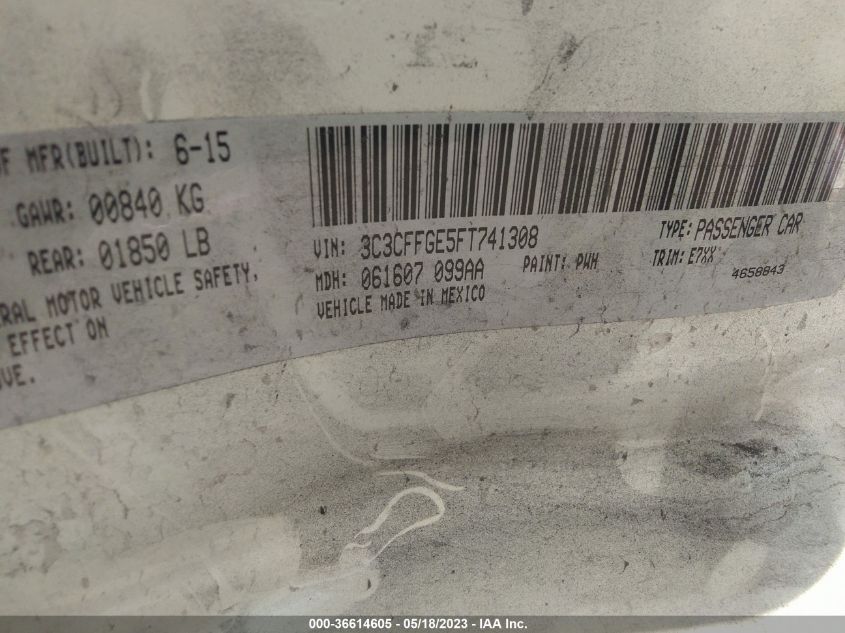 F MFR(BUILT): 6-15
GAWR: 00840 KG
REAR: 01850 LB
RAL MOTOR VEHICLE SAFETY,
EFFECT ON
VE.
VIN: 3C3CFFGE5FT741308
TYPE: PASSENGER CAR
MDH: 061607 099AA
PAINT: PWH
TRIM: E7XX
VEHICLE MADE IN MEXICO
4658843
000-36614605 - 05/18/2023 - IAA Inc.